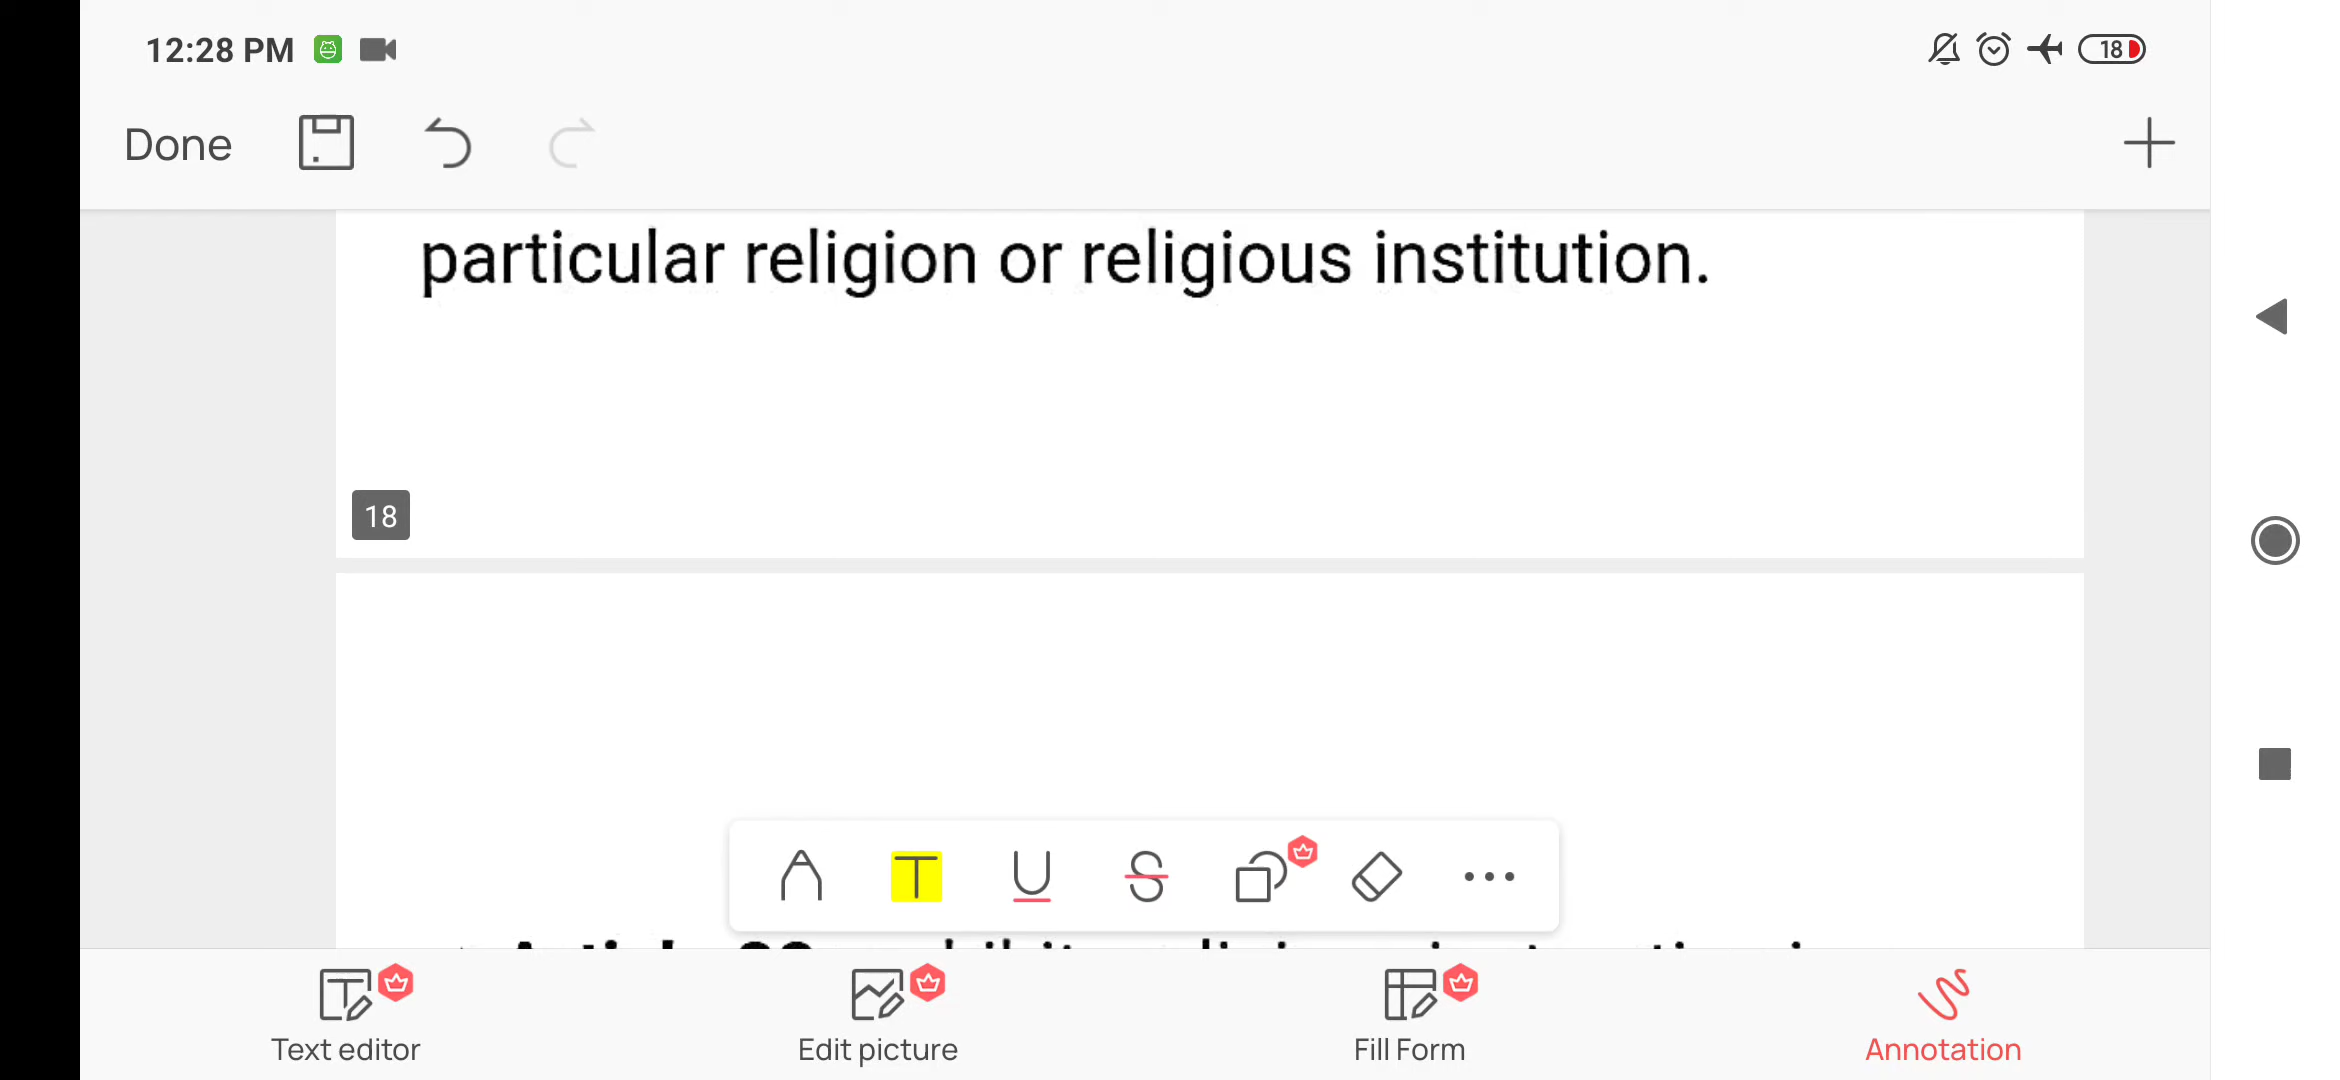 12:28 PM
18
Done
particular religion or religious institution.
18
T
U
S
Text editor
Edit picture
Fill Form
Annotation